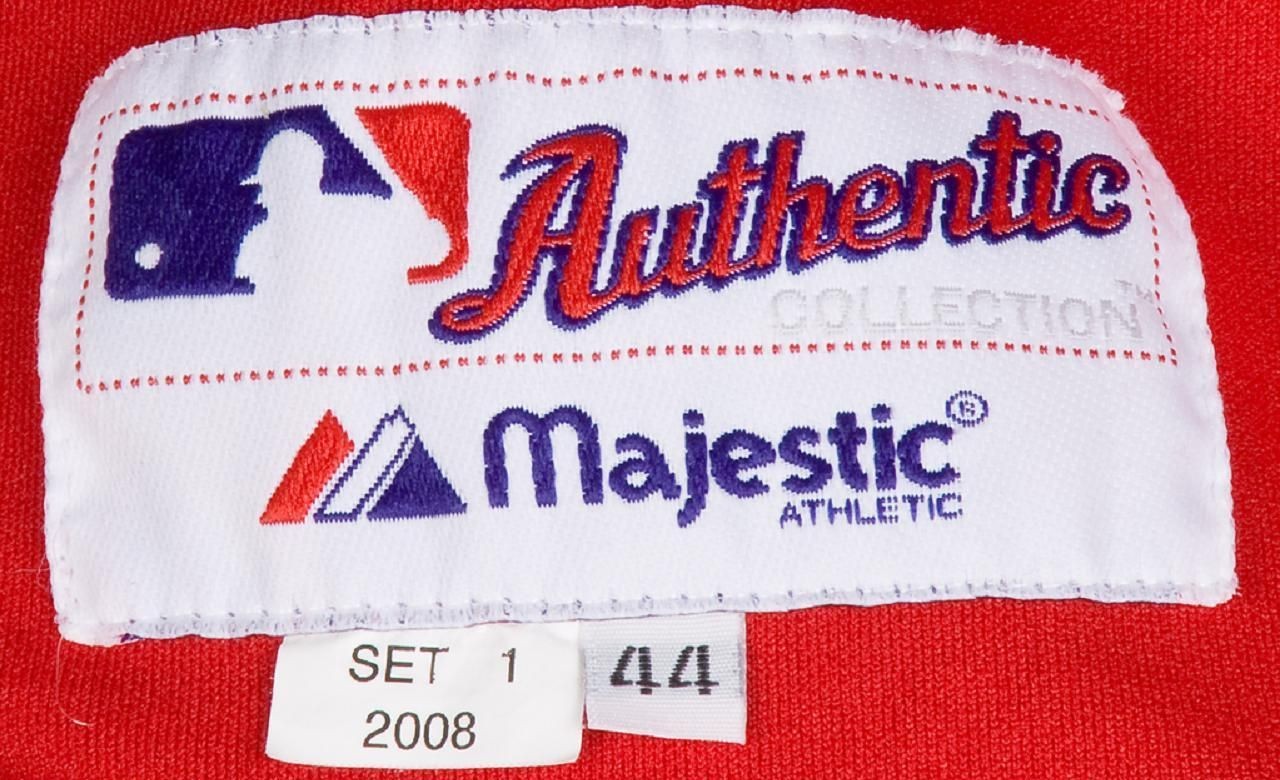 Authentic
COLLECTION™
Majestic®
ATHLETIC
SET 1
2008
44